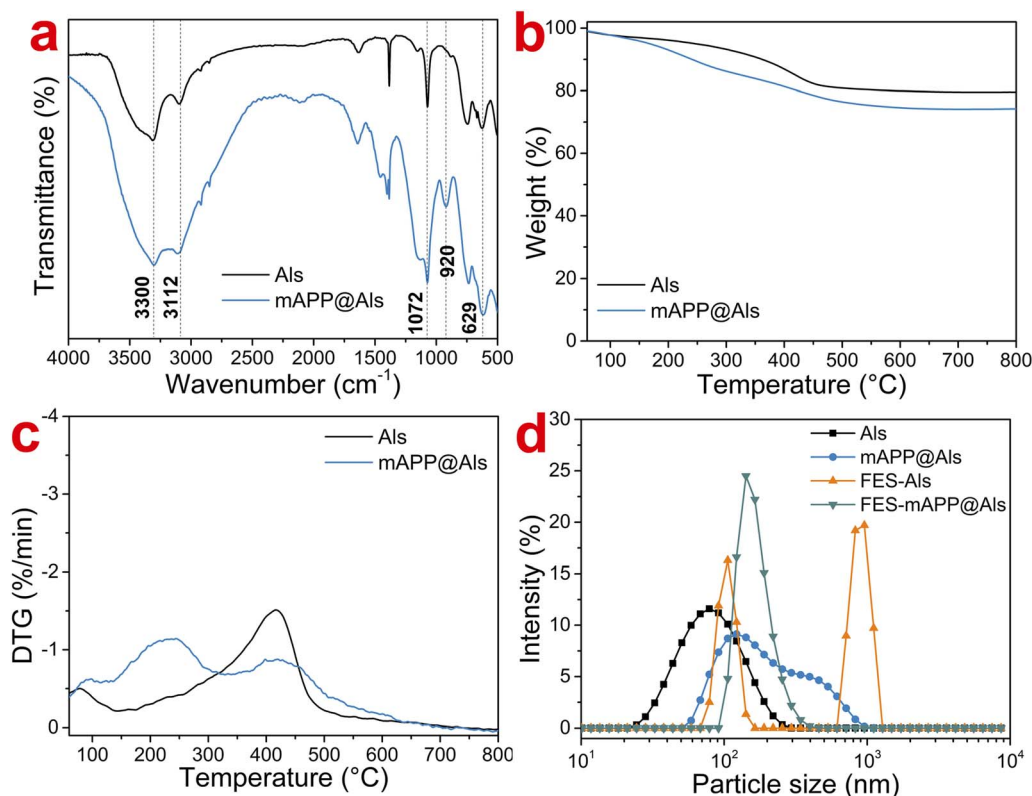 a
Transmittance (%)
3300
3112
1072
920
629
Als
mAPP@Als
4000 3500 3000 2500 2000 1500 1000 500
Wavenumber (cm⁻¹)
b
100
80
60
40
20
0
Weight (%)
Als
mAPP@Als
100 200 300 400 500 600 700 800
Temperature (°C)
c
-4
-3
-2
-1
0
DTG (%/min)
Als
mAPP@Als
100 200 300 400 500 600 700 800
Temperature (°C)
d
30
25
20
15
10
5
0
Intensity (%)
Als
mAPP@Als
FES-Als
FES-mAPP@Als
10¹ 10² 10³ 10⁴
Particle size (nm)